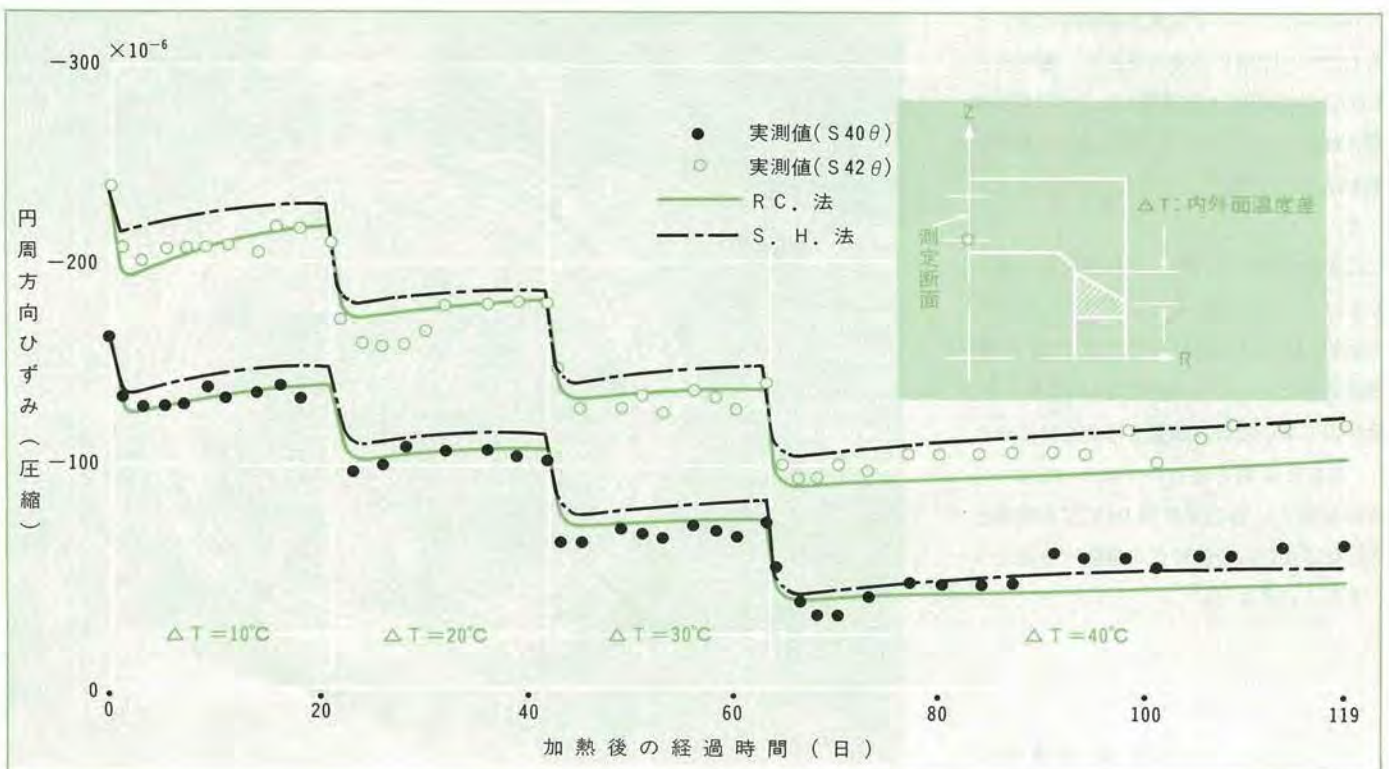 ×10⁻⁶
−300
−200
−100
0
円周方向ひずみ(圧縮)
● 実測値(S40θ)
○ 実測値(S42θ)
RC.法
S.H.法
Z
△T:内外面温度差
測定断面
R
△T=10℃
△T=20℃
△T=30℃
△T=40℃
0
20
40
60
80
100
119
加熱後の経過時間(日)